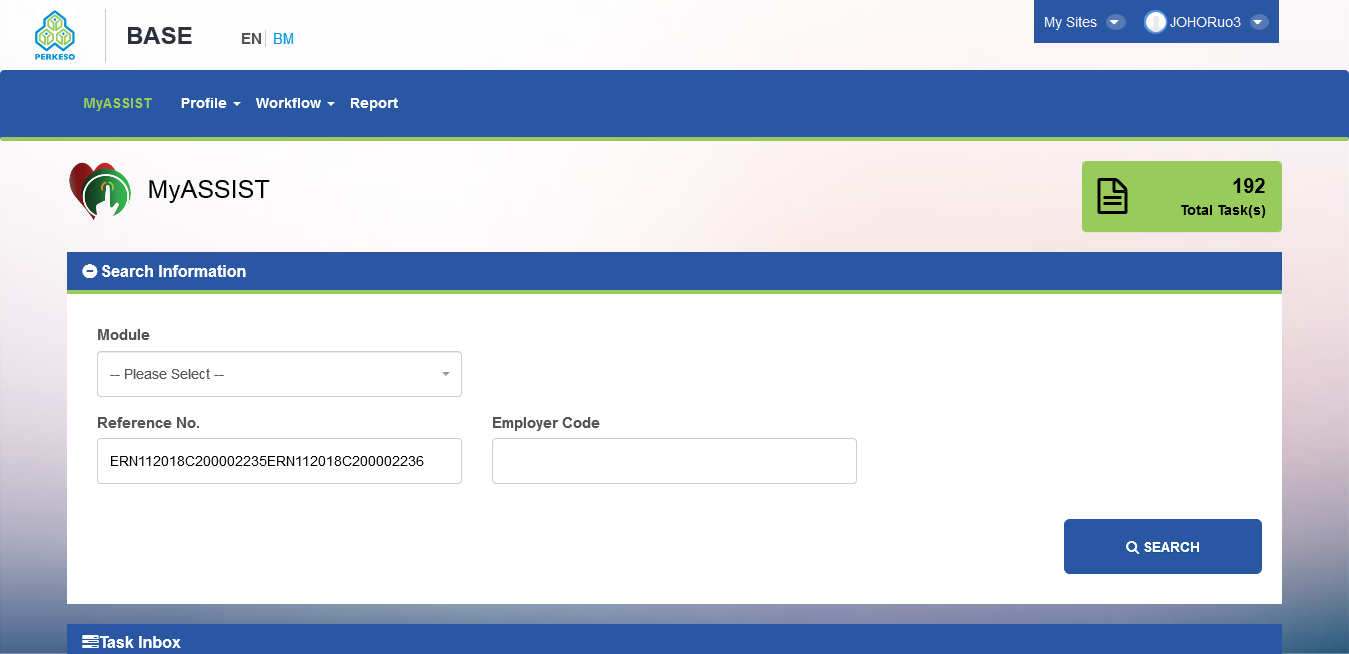 PERKESO
BASE
EN BM
My Sites JOHORuo3
MyASSIST Profile Workflow Report
MyASSIST
192
Total Task(s)
Search Information
Module
-- Please Select --
Reference No. Employer Code
ERN112018C200002235ERN112018C200002236
SEARCH
Task Inbox